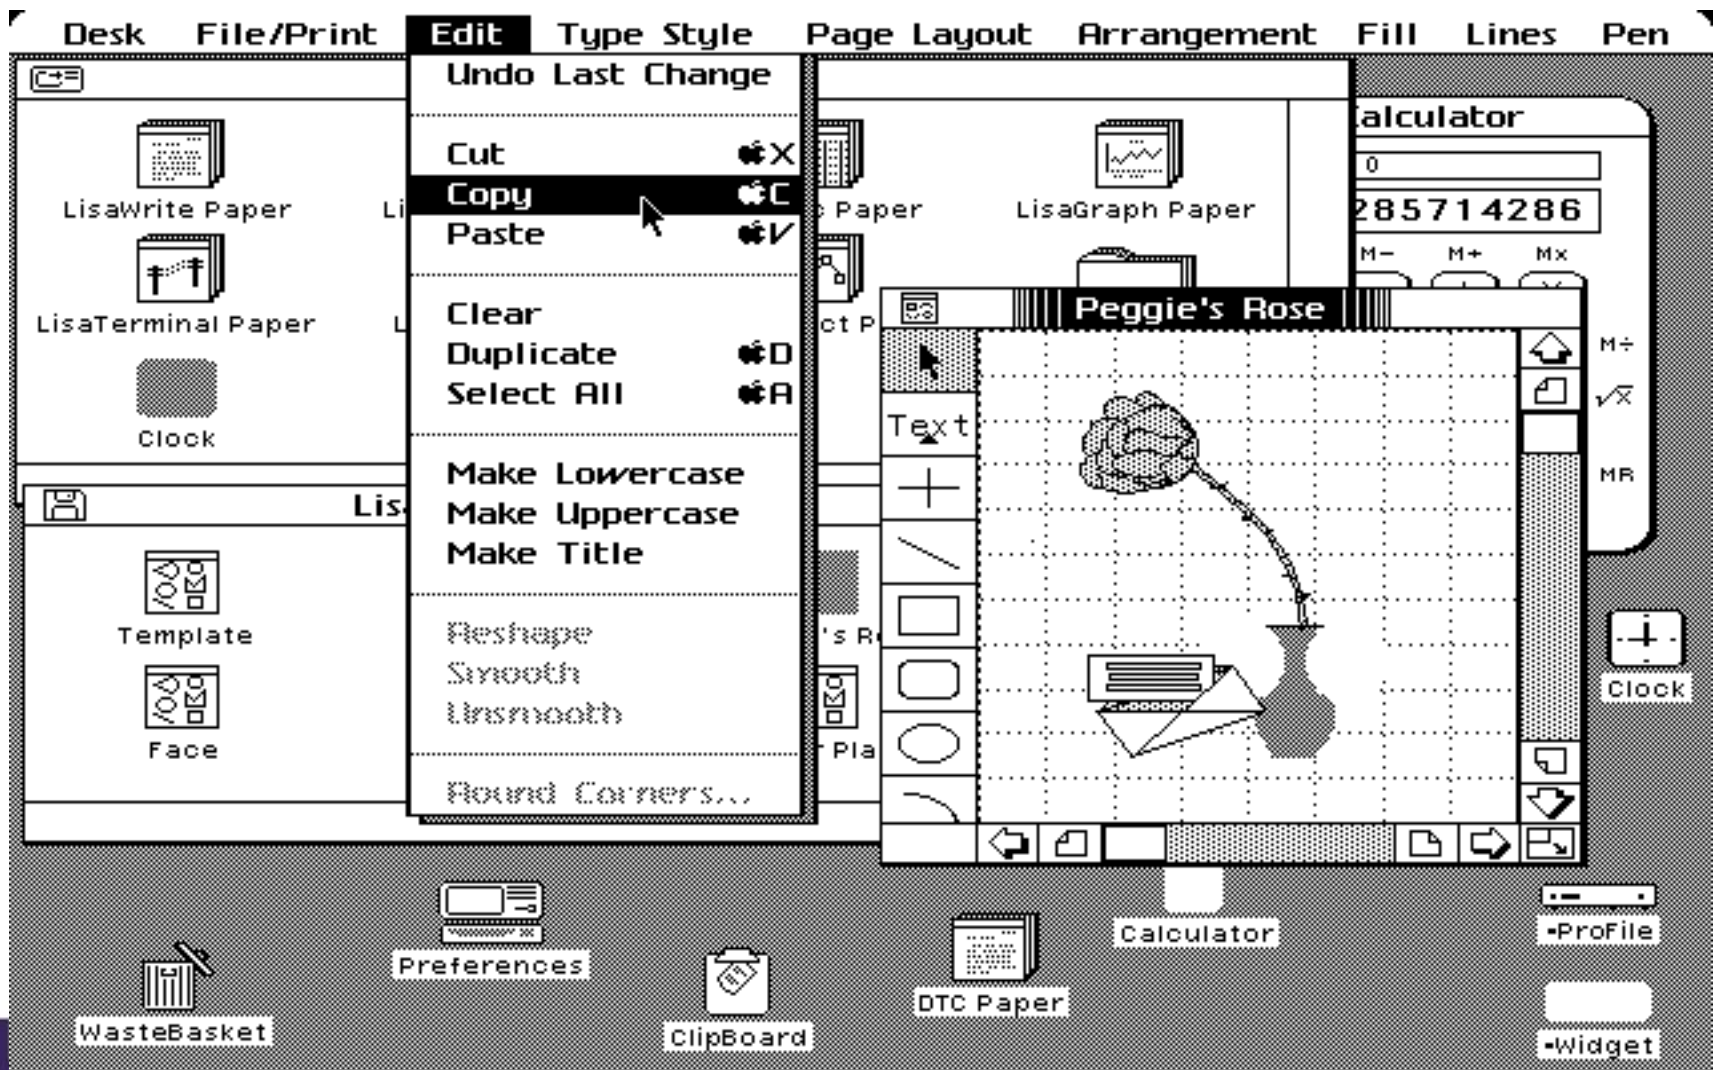 Desk File/Print Edit Type Style Page Layout Arrangement Fill Lines Pen
Undo Last Change
Cut X
Copy C
Paste V
Clear
Duplicate D
Select All A
Make Lowercase
Make Uppercase
Make Title
Reshape
Smooth
Unsmooth
Round Corners...
LisaWrite Paper
Paper
LisaGraph Paper
LisaTerminal Paper
Clock
Template
Face
alculator
0
285714286
M− M+ Mx
M÷
√x
MR
Peggie's Rose
Text
Clock
Preferences
Calculator
ProFile
WasteBasket
ClipBoard
DTC Paper
Widget